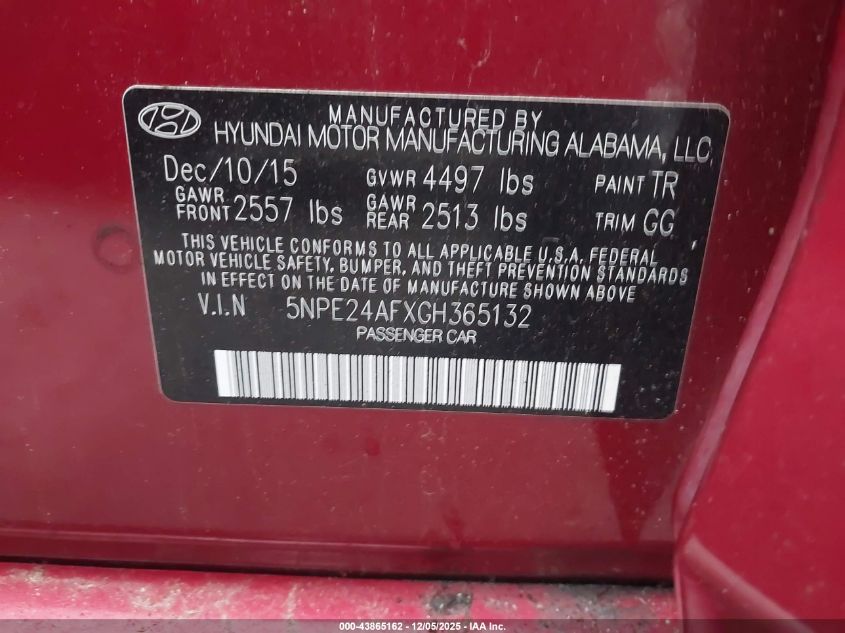 MANUFACTURED BY
HYUNDAI MOTOR MANUFACTURING ALABAMA, LLC.
Dec/10/15 GVWR 4497 lbs PAINT TR
GAWR FRONT 2557 lbs GAWR REAR 2513 lbs TRIM GG
THIS VEHICLE CONFORMS TO ALL APPLICABLE U.S.A. FEDERAL
MOTOR VEHICLE SAFETY, BUMPER, AND THEFT PREVENTION STANDARDS
IN EFFECT ON THE DATE OF MANUFACTURE SHOWN ABOVE.
V.I.N 5NPE24AFXGH365132
PASSENGER CAR
000-43865162 - 12/05/2025 - IAA Inc.